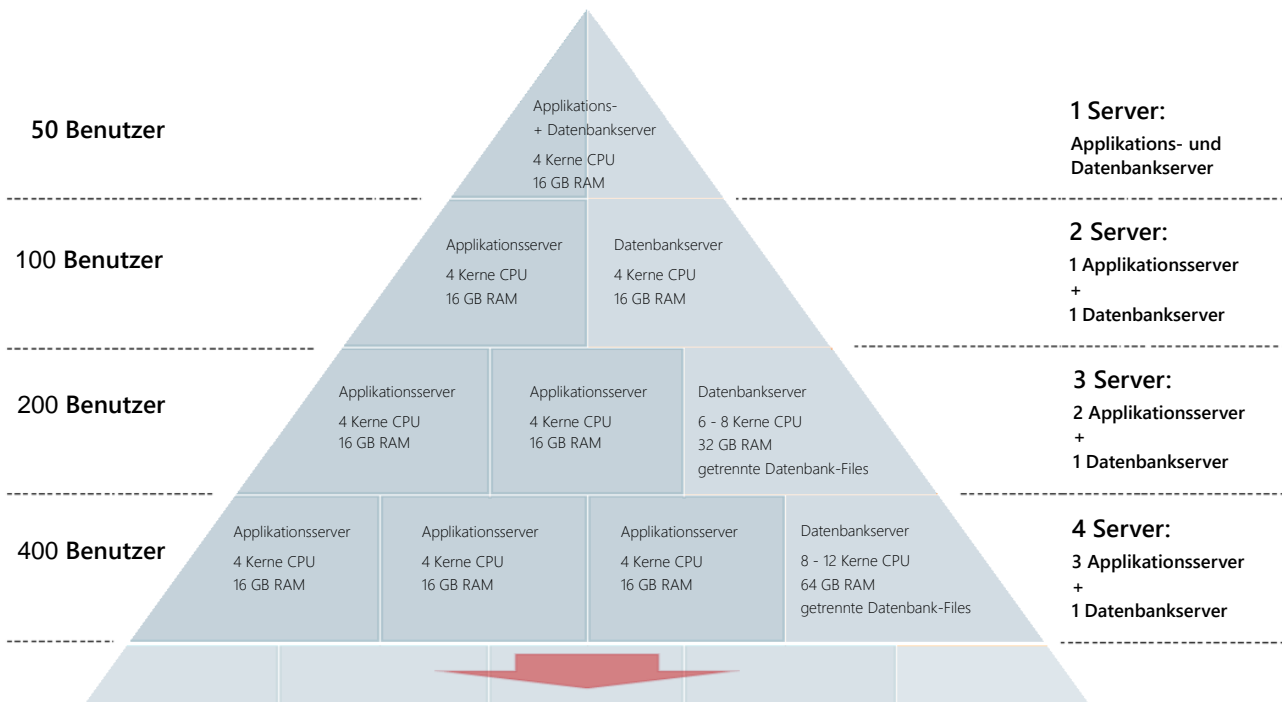 50 Benutzer
Applikations-
+ Datenbankserver
4 Kerne CPU
16 GB RAM
1 Server:
Applikations- und
Datenbankserver
100 Benutzer
Applikationsserver
4 Kerne CPU
16 GB RAM
Datenbankserver
4 Kerne CPU
16 GB RAM
2 Server:
1 Applikationsserver
+
1 Datenbankserver
200 Benutzer
Applikationsserver
4 Kerne CPU
16 GB RAM
Applikationsserver
4 Kerne CPU
16 GB RAM
Datenbankserver
6 - 8 Kerne CPU
32 GB RAM
getrennte Datenbank-Files
3 Server:
2 Applikationsserver
+
1 Datenbankserver
400 Benutzer
Applikationsserver
4 Kerne CPU
16 GB RAM
Applikationsserver
4 Kerne CPU
16 GB RAM
Applikationsserver
4 Kerne CPU
16 GB RAM
Datenbankserver
8 - 12 Kerne CPU
64 GB RAM
getrennte Datenbank-Files
4 Server:
3 Applikationsserver
+
1 Datenbankserver